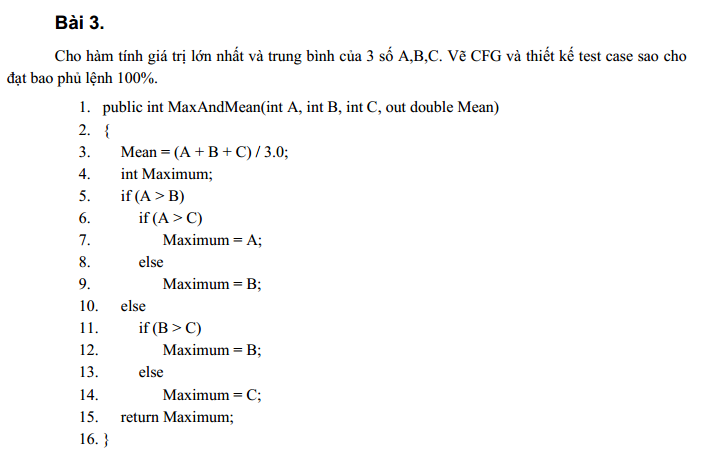 Bài 3.
Cho hàm tính giá trị lớn nhất và trung bình của 3 số A,B,C. Vẽ CFG và thiết kế test case sao cho
đạt bao phủ lệnh 100%.
1. public int MaxAndMean(int A, int B, int C, out double Mean)
2. {
3. Mean = (A + B + C) / 3.0;
4. int Maximum;
5. if (A > B)
6. if (A > C)
7. Maximum = A;
8. else
9. Maximum = B;
10. else
11. if (B > C)
12. Maximum = B;
13. else
14. Maximum = C;
15. return Maximum;
16. }